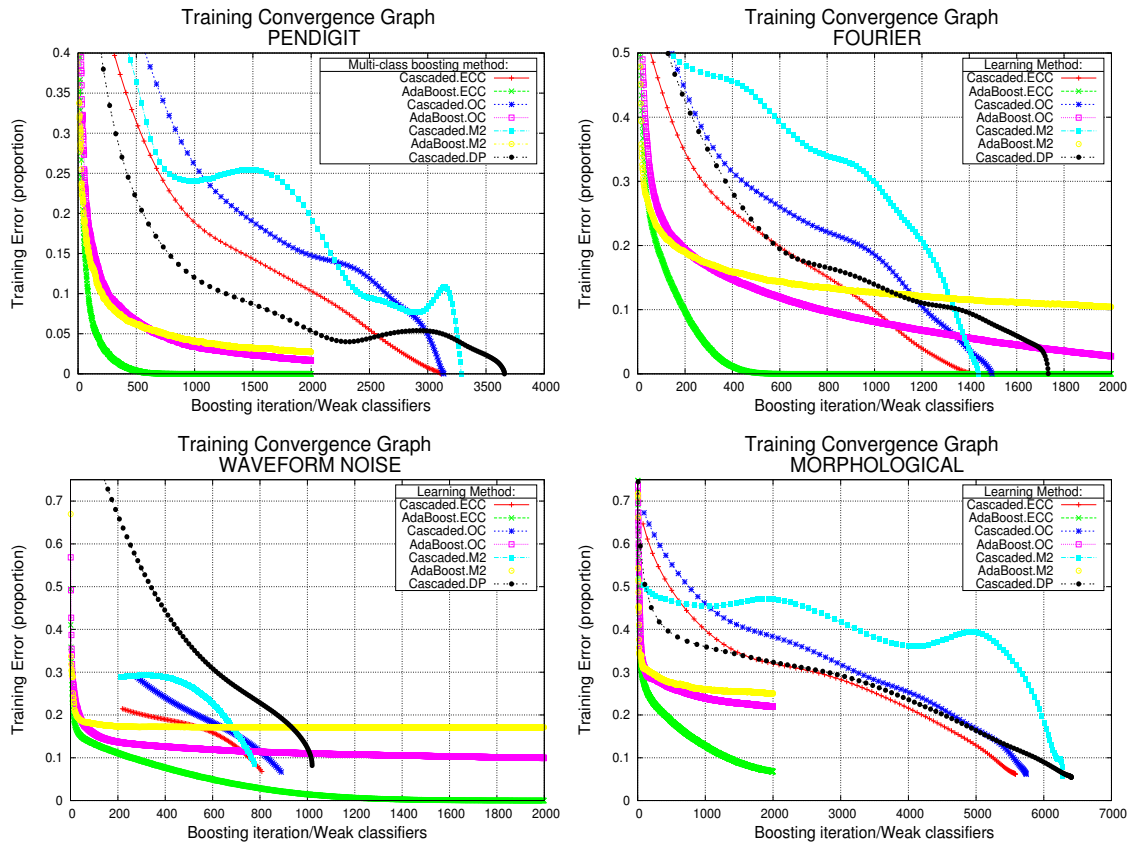 Training Convergence Graph
PENDIGIT
Training Error (proportion)
0.4
0.35
0.3
0.25
0.2
0.15
0.1
0.05
0
Multi-class boosting method:
Cascaded.ECC
AdaBoost.ECC
Cascaded.OC
AdaBoost.OC
Cascaded.M2
AdaBoost.M2
Cascaded.DP
0 500 1000 1500 2000 2500 3000 3500 4000
Boosting iteration/Weak classifiers
Training Convergence Graph
FOURIER
Training Error (proportion)
0.5
0.4
0.3
0.2
0.1
0
Learning Method:
Cascaded.ECC
AdaBoost.ECC
Cascaded.OC
AdaBoost.OC
Cascaded.M2
AdaBoost.M2
Cascaded.DP
0 200 400 600 800 1000 1200 1400 1600 1800 2000
Boosting iteration/Weak classifiers
Training Convergence Graph
WAVEFORM NOISE
Training Error (proportion)
0.7
0.6
0.5
0.4
0.3
0.2
0.1
0
Learning Method:
Cascaded.ECC
AdaBoost.ECC
Cascaded.OC
AdaBoost.OC
Cascaded.M2
AdaBoost.M2
Cascaded.DP
0 200 400 600 800 1000 1200 1400 1600 1800 2000
Boosting iteration/Weak classifiers
Training Convergence Graph
MORPHOLOGICAL
Training Error (proportion)
0.7
0.6
0.5
0.4
0.3
0.2
0.1
0
Learning Method:
Cascaded.ECC
AdaBoost.ECC
Cascaded.OC
AdaBoost.OC
Cascaded.M2
AdaBoost.M2
Cascaded.DP
0 1000 2000 3000 4000 5000 6000 7000
Boosting iteration/Weak classifiers